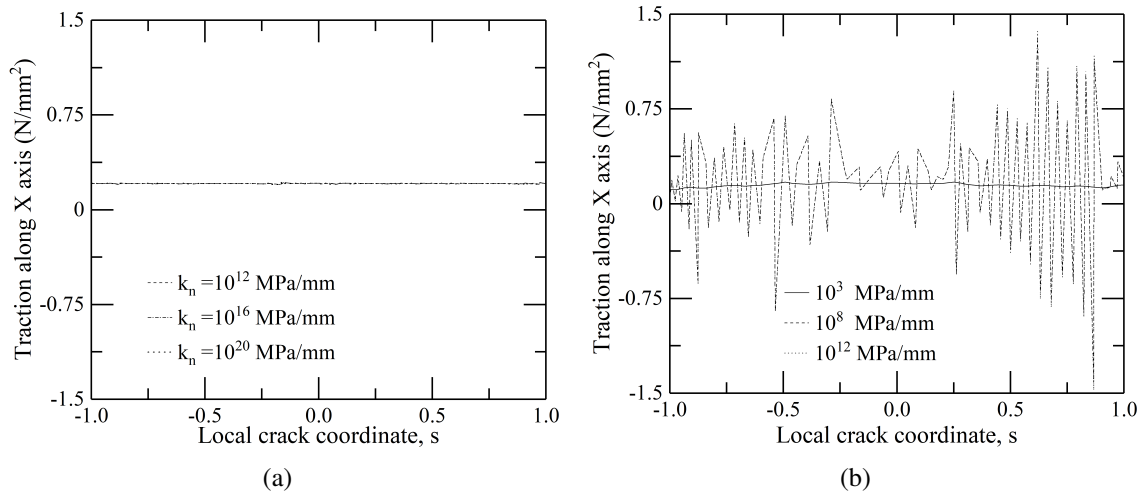 1.5
0.75
0
-0.75
-1.5
Traction along X axis (N/mm²)
kₙ =10¹² MPa/mm
kₙ =10¹⁶ MPa/mm
kₙ =10²⁰ MPa/mm
-1.0 -0.5 0.0 0.5 1.0
Local crack coordinate, s
(a)
1.5
0.75
0
-0.75
-1.5
Traction along X axis (N/mm²)
10³ MPa/mm
10⁸ MPa/mm
10¹² MPa/mm
-1.0 -0.5 0.0 0.5 1.0
Local crack coordinate, s
(b)